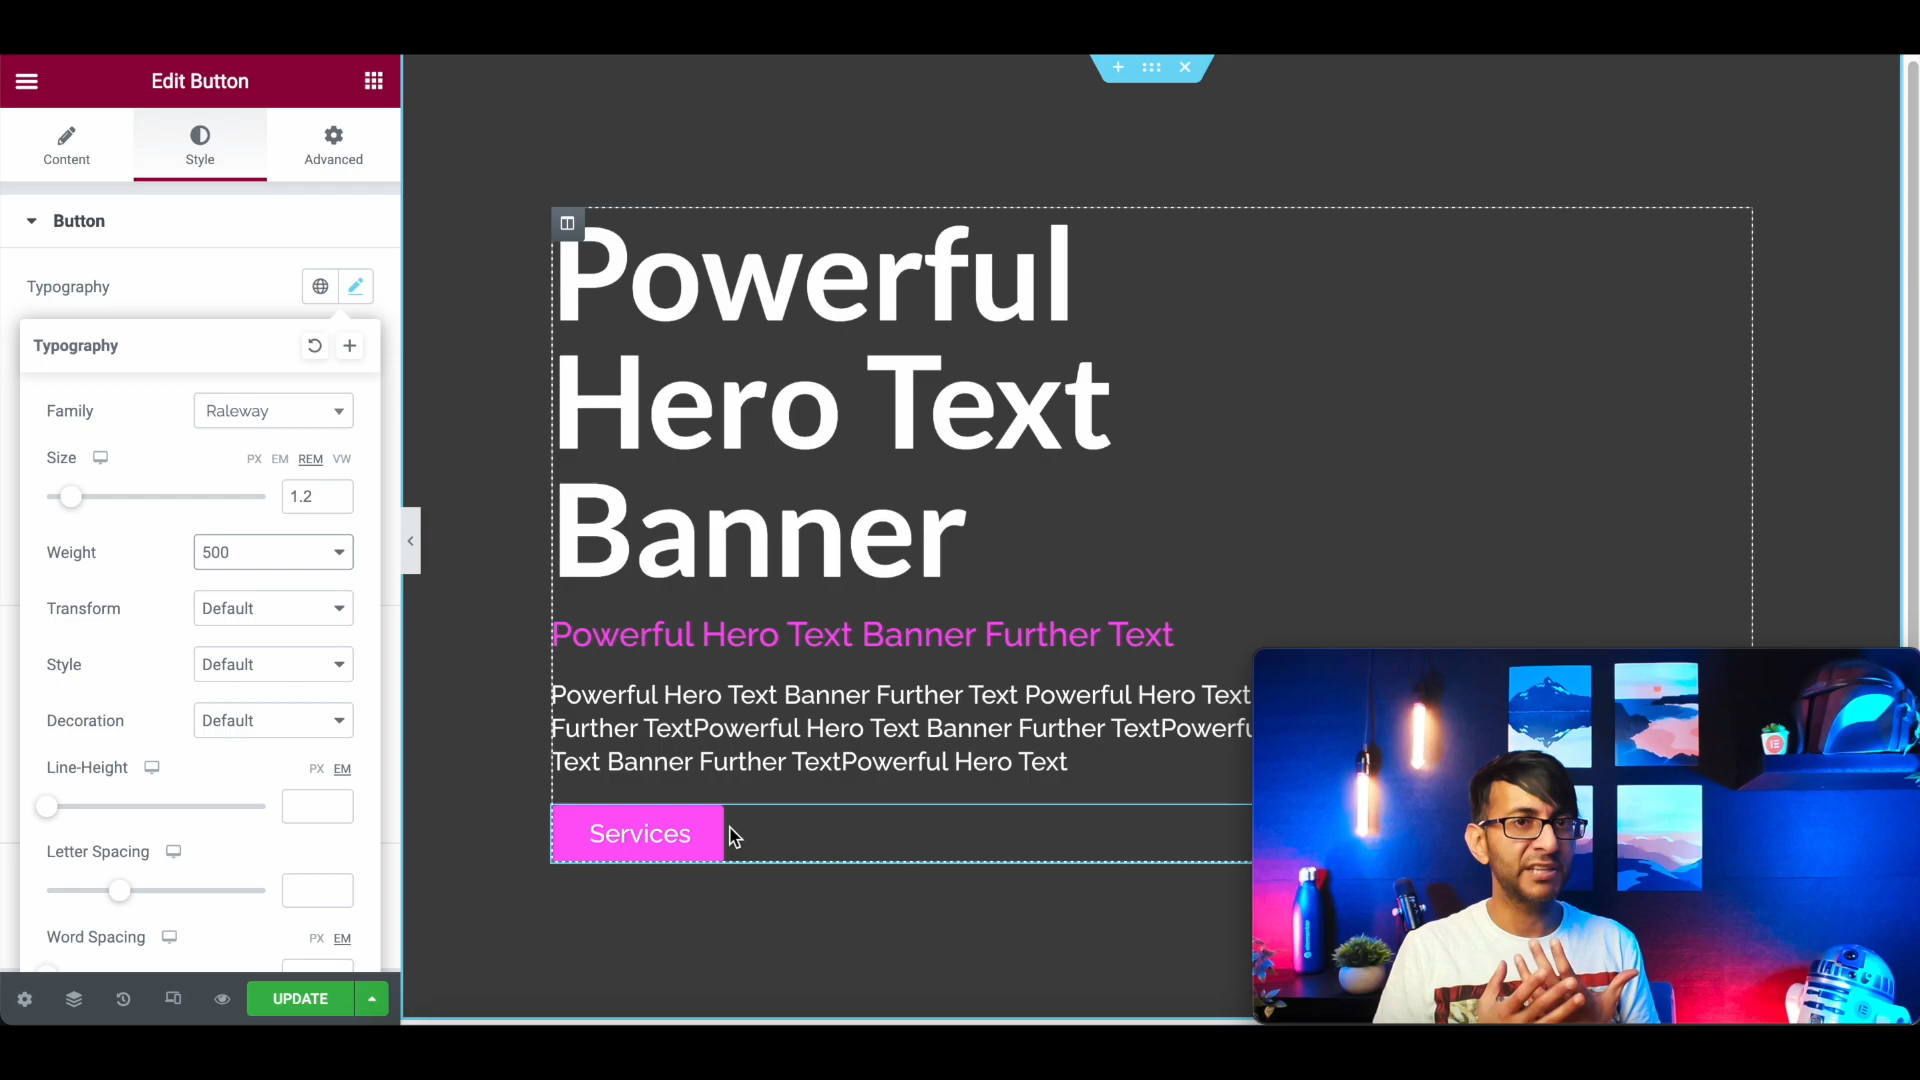 Edit Button
Content
Style
Advanced
Button
Typography
Typography
Family
Raleway
Size
PX EM REM VW
1.2
Weight
500
Transform
Default
Style
Default
Decoration
Default
Line-Height
PX EM
Letter Spacing
Word Spacing
PX EM
UPDATE
Powerful
Hero Text
Banner
Powerful Hero Text Banner Further Text
Powerful Hero Text Banner Further Text Powerful Hero Text
Further TextPowerful Hero Text Banner Further TextPowerfu
Text Banner Further TextPowerful Hero Text
Services
elementor